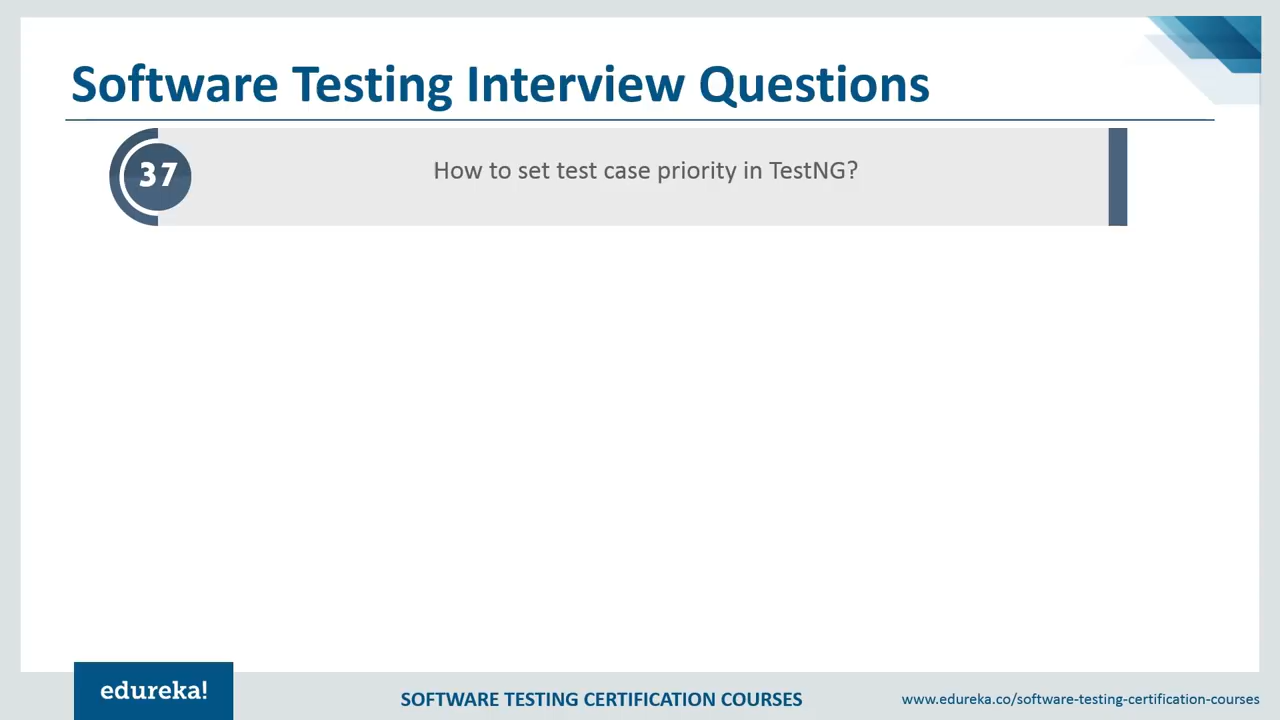 Software Testing Interview Questions
37
How to set test case priority in TestNG?
edureka!
SOFTWARE TESTING CERTIFICATION COURSES
www.edureka.co/software-testing-certification-courses